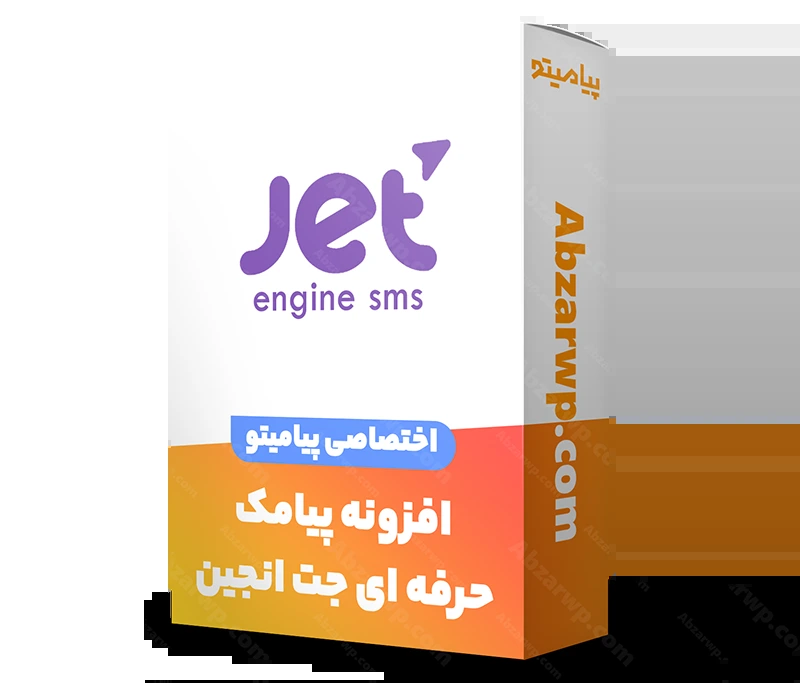 Jet
engine sms
اختصاصی پیامیتو
افزونه پیامک
حرفه ای جت انجین
پیامیتو
Abzarwp.com